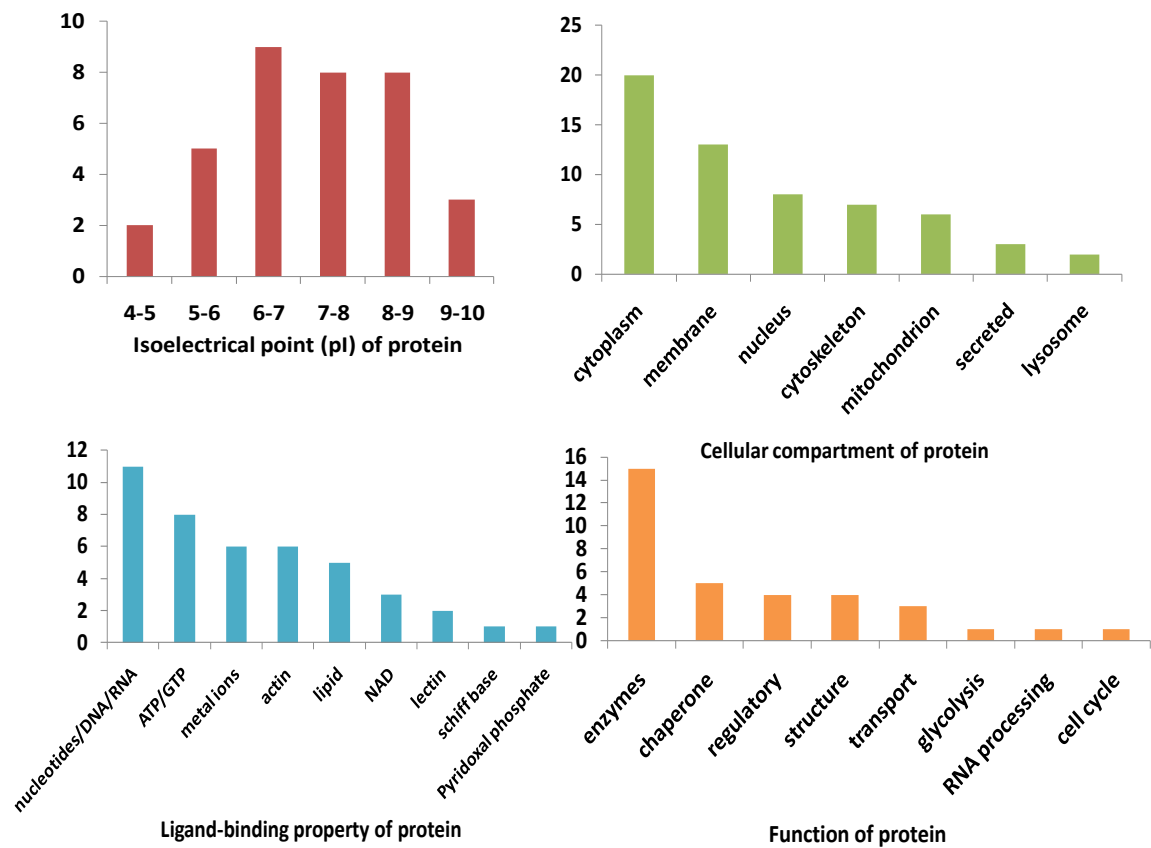 10
8
6
4
2
0
4-5 5-6 6-7 7-8 8-9 9-10
Isoelectrical point (pI) of protein
25
20
15
10
5
0
cytoplasm
membrane
nucleus
cytoskeleton
mitochondrion
secreted
lysosome
Cellular compartment of protein
12
10
8
6
4
2
0
nucleotides/DNA/RNA
ATP/GTP
metal ions
actin
lipid
NAD
lectin
schiff base
Pyridoxal phosphate
Ligand-binding property of protein
16
14
12
10
8
6
4
2
0
enzymes
chaperone
regulatory
structure
transport
glycolysis
RNA processing
cell cycle
Function of protein